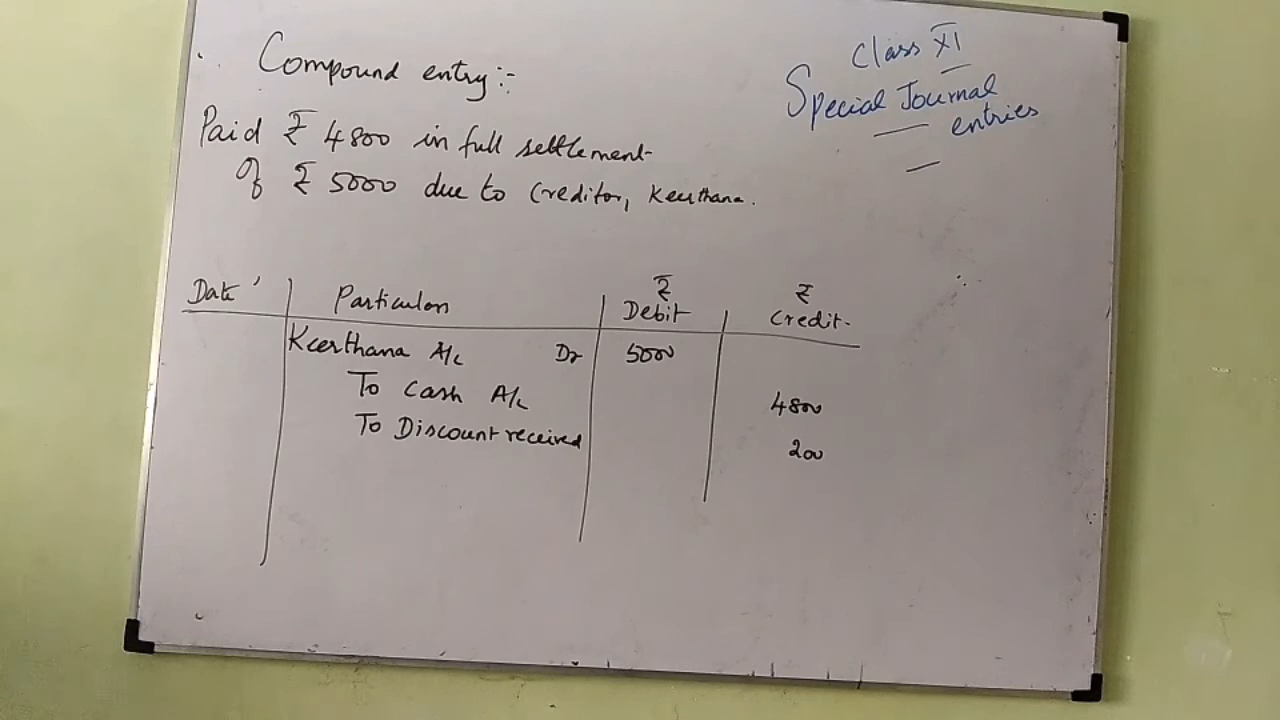 Class XI
Special Journal
entries
Compound entry:-
Paid ₹ 4800 in full settlement
of ₹ 5000 due to Creditor, Keerthana.
Date Particulars ₹ Debit ₹ Credit
Keerthana A/c Dr 5000
To Cash A/c 4800
To Discount received 200